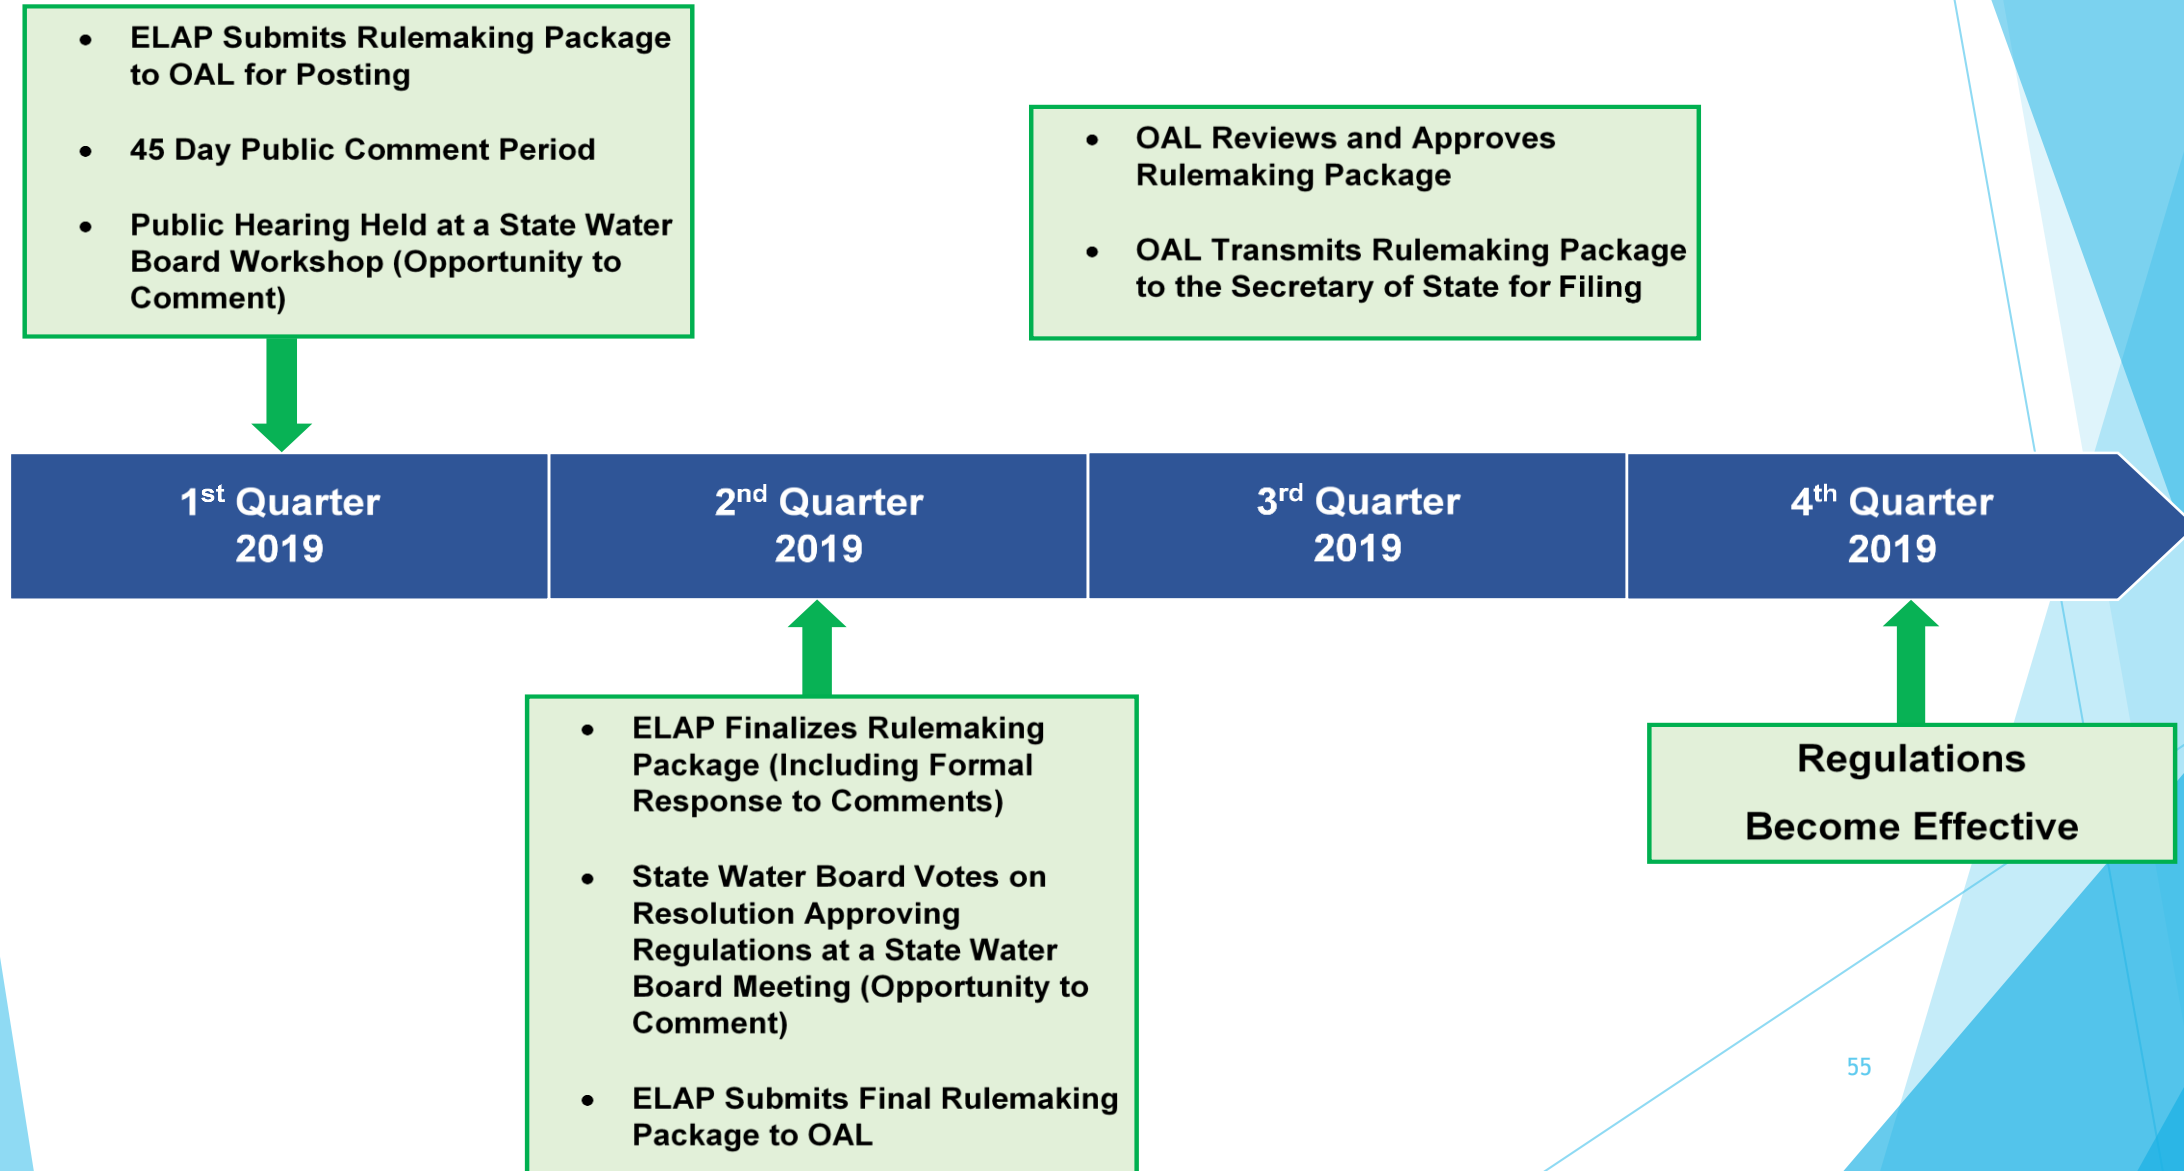 • ELAP Submits Rulemaking Package
to OAL for Posting
• 45 Day Public Comment Period
• Public Hearing Held at a State Water
Board Workshop (Opportunity to
Comment)
• OAL Reviews and Approves
Rulemaking Package
• OAL Transmits Rulemaking Package
to the Secretary of State for Filing
1st Quarter
2019
2nd Quarter
2019
3rd Quarter
2019
4th Quarter
2019
• ELAP Finalizes Rulemaking
Package (Including Formal
Response to Comments)
• State Water Board Votes on
Resolution Approving
Regulations at a State Water
Board Meeting (Opportunity to
Comment)
• ELAP Submits Final Rulemaking
Package to OAL
Regulations
Become Effective
55